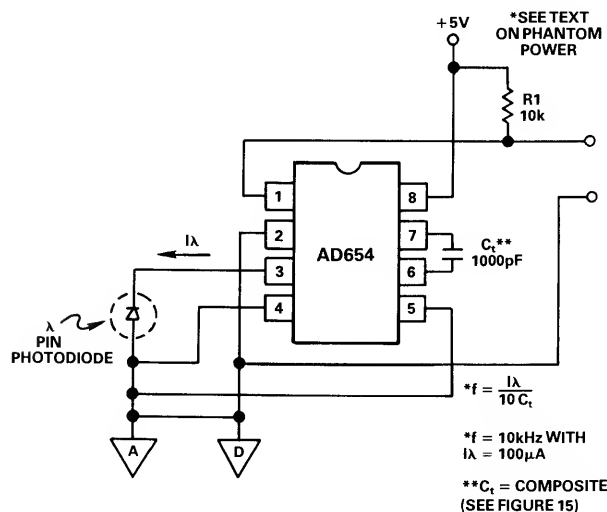 *SEE TEXT
ON PHANTOM
POWER
+5V
R1
10k
1
2
3
4
8
7
6
5
AD654
Ct**
1000pF
Iλ
λ
PIN
PHOTODIODE
A
D
*f = Iλ / 10 Ct
*f = 10kHz WITH
Iλ = 100μA
**Ct = COMPOSITE
(SEE FIGURE 15)